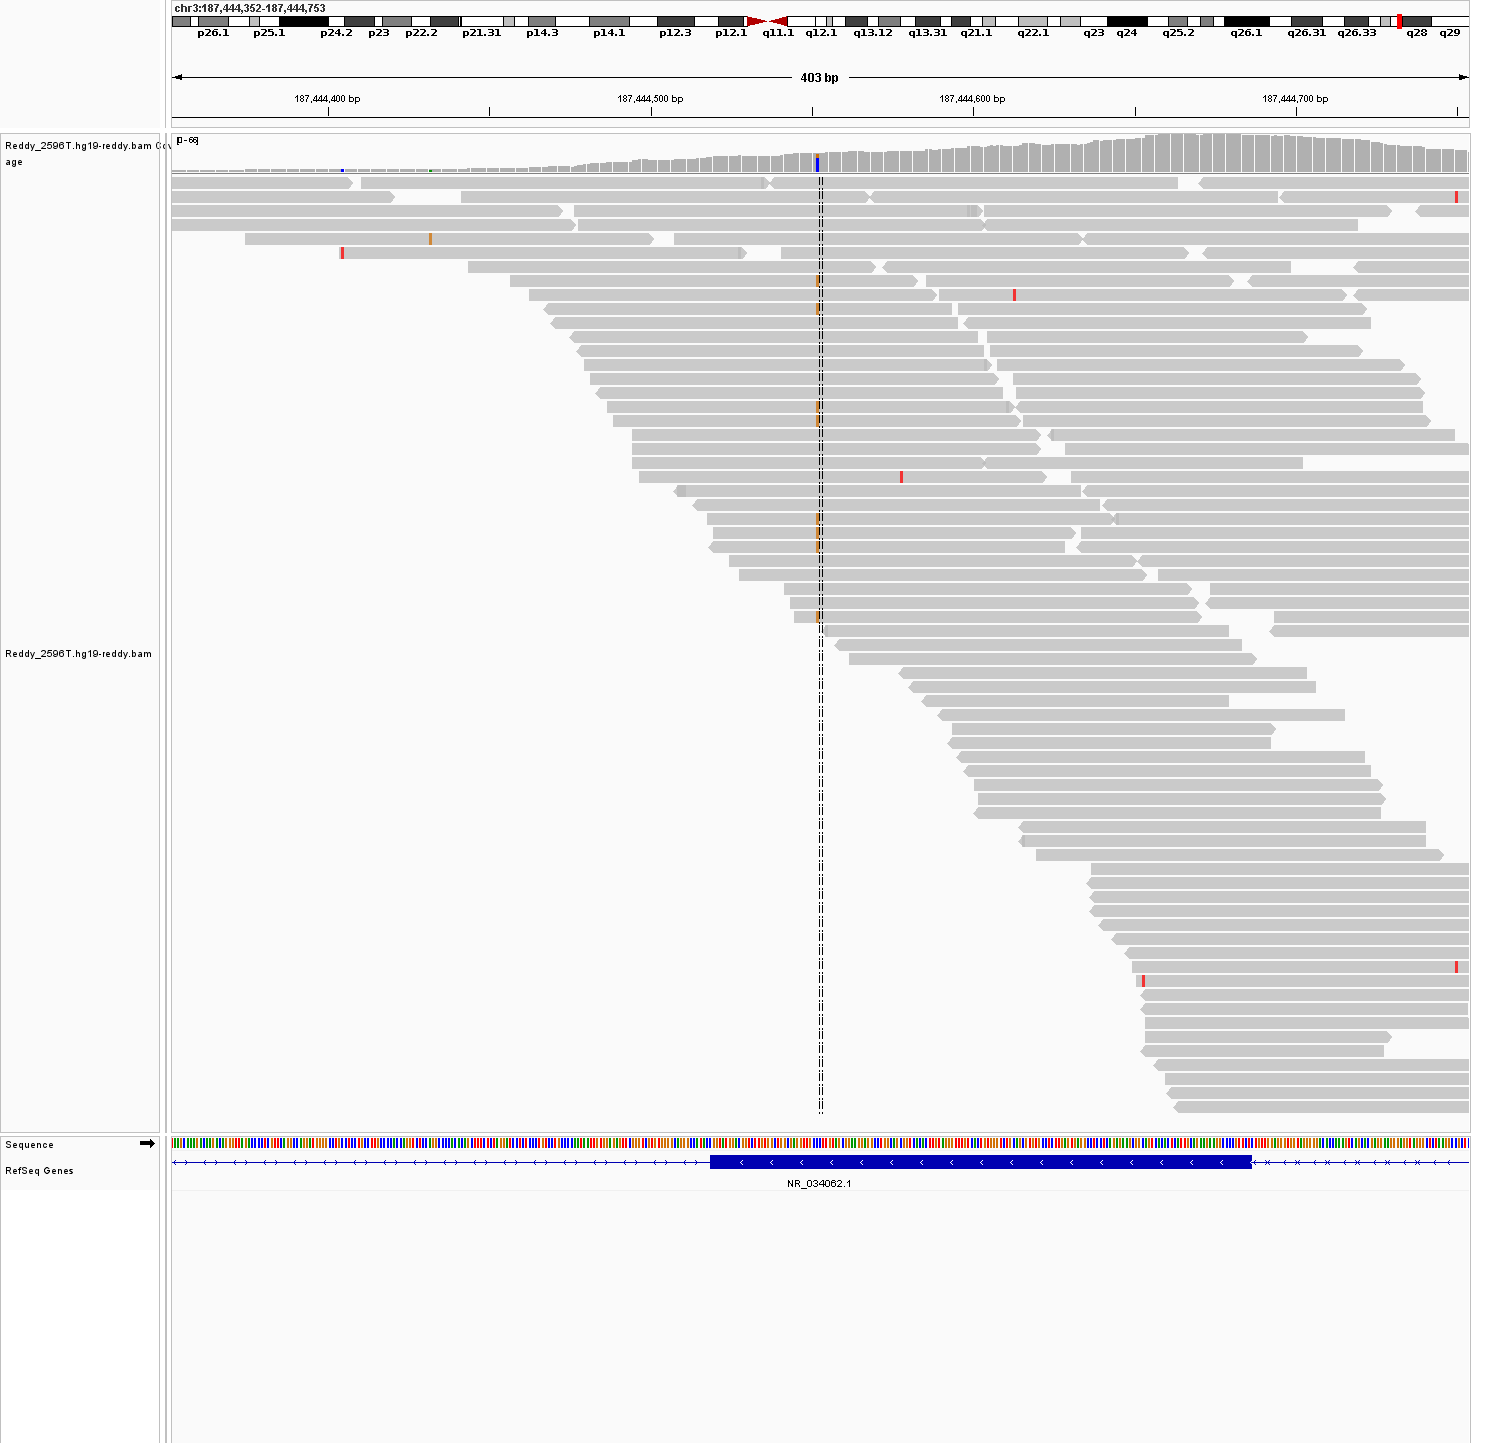 chr3:187,444,352-187,444,753
p26.1 p25.1 p24.2 p23 p22.2 p21.31 p14.3 p14.1 p12.3 p12.1 q11.1 q12.1 q13.12 q13.31 q21.1 q22.1 q23 q24 q25.2 q26.1 q26.31 q26.33 q28 q29
403 bp
187,444,400 bp 187,444,500 bp 187,444,600 bp 187,444,700 bp
[0 - 66]
Reddy_2596T.hg19-reddy.bam Cov
age
Reddy_2596T.hg19-reddy.bam
Sequence
RefSeq Genes
NR_034062.1